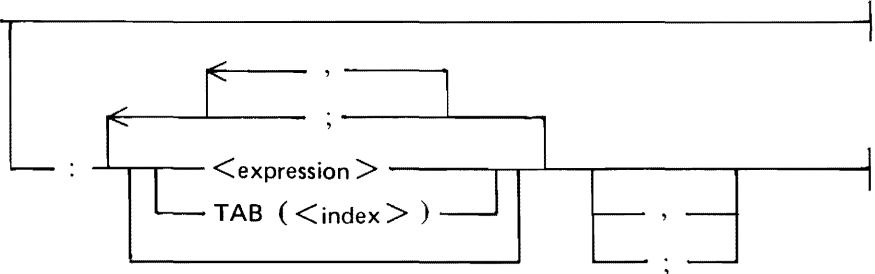 ,
;
: <expression>
TAB (<index>)
,
;